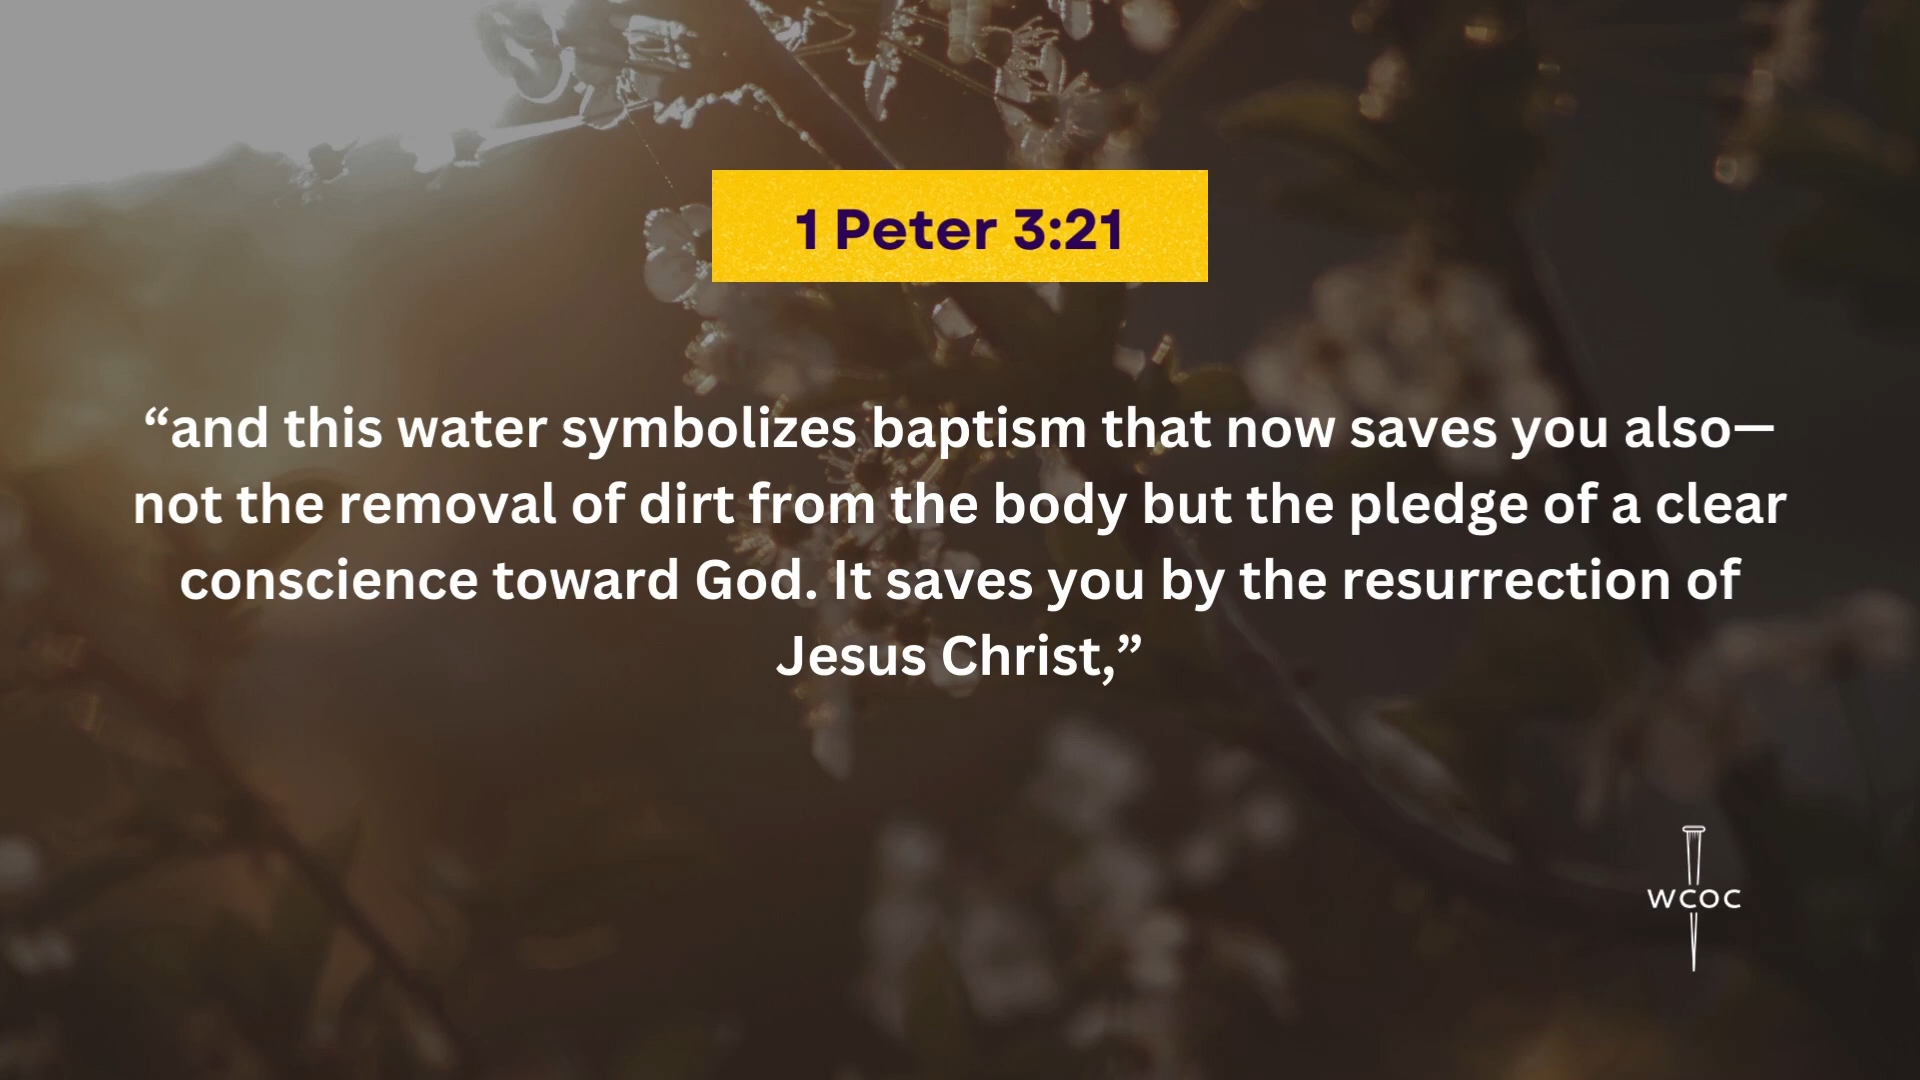 1 Peter 3:21
“and this water symbolizes baptism that now saves you also—
not the removal of dirt from the body but the pledge of a clear
conscience toward God. It saves you by the resurrection of
Jesus Christ,”
WCOC